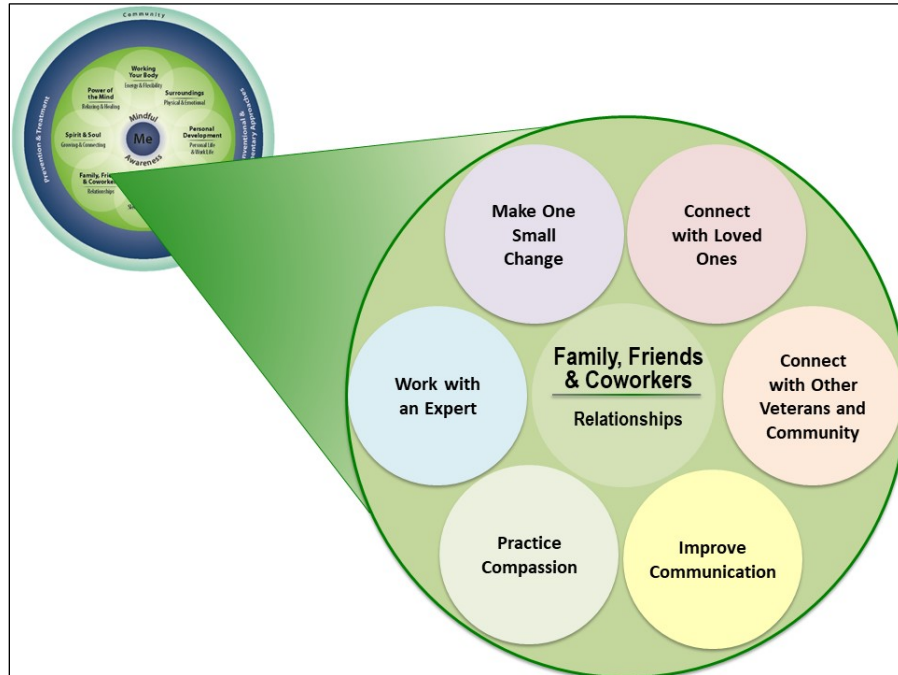 Community
Working
Your Body
Energy & Flexibility
Power of
the Mind
Relaxing & Healing
Surroundings
Physical & Emotional
Mindful
Me
Awareness
Spirit & Soul
Growing & Connecting
Personal
Development
Personal Life
& Work Life
Family, Friends
& Coworkers
Relationships
Prevention & Treatment
Make One
Small
Change
Connect
with Loved
Ones
Work with
an Expert
Family, Friends
& Coworkers
Relationships
Connect
with Other
Veterans and
Community
Practice
Compassion
Improve
Communication